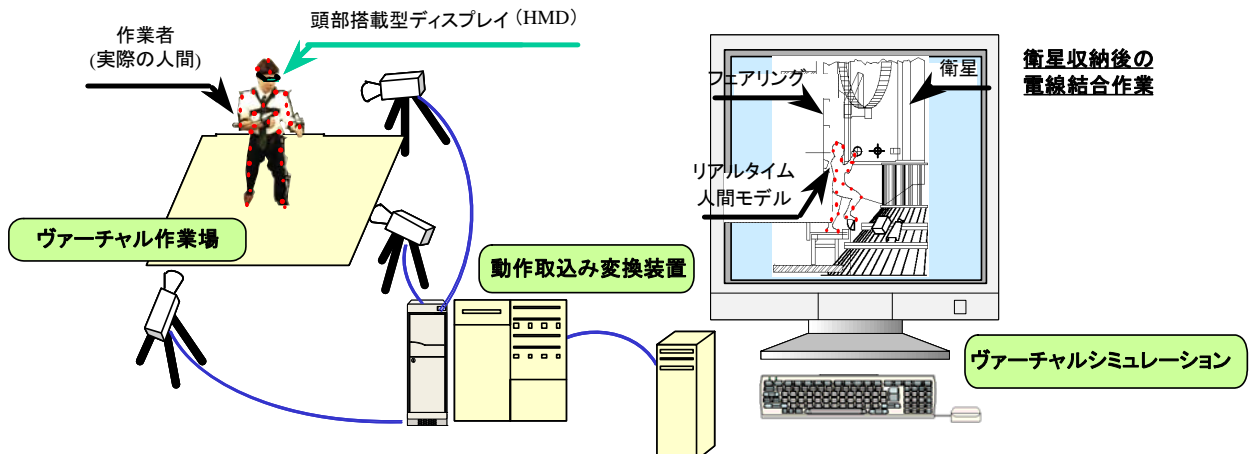 頭部搭載型ディスプレイ（HMD）
作業者
(実際の人間)
ヴァーチャル作業場
動作取込み変換装置
フェアリング
衛星
リアルタイム
人間モデル
衛星収納後の
電線結合作業
ヴァーチャルシミュレーション